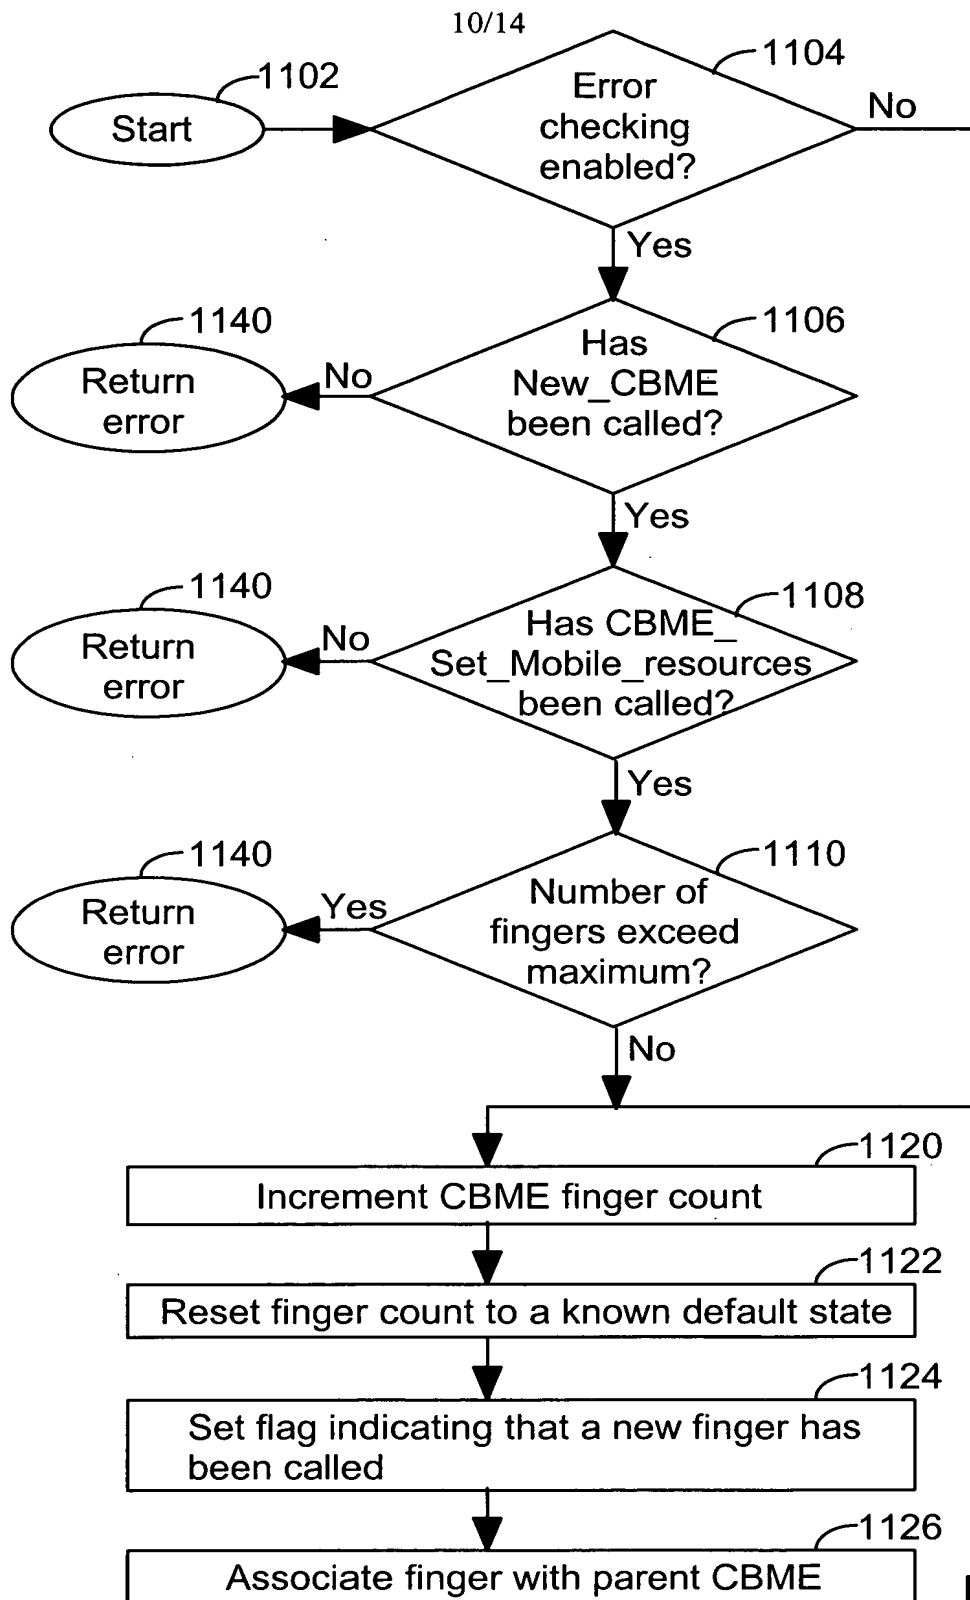 10/14
1102
Start
1104
Error
checking
enabled?
No
Yes
1140
Return
error
No
1106
Has
New_CBME
been called?
Yes
1140
Return
error
No
1108
Has CBME_
Set_Mobile_resources
been called?
Yes
1140
Return
error
Yes
1110
Number of
fingers exceed
maximum?
No
1120
Increment CBME finger count
1122
Reset finger count to a known default state
1124
Set flag indicating that a new finger has
been called
1126
Associate finger with parent CBME